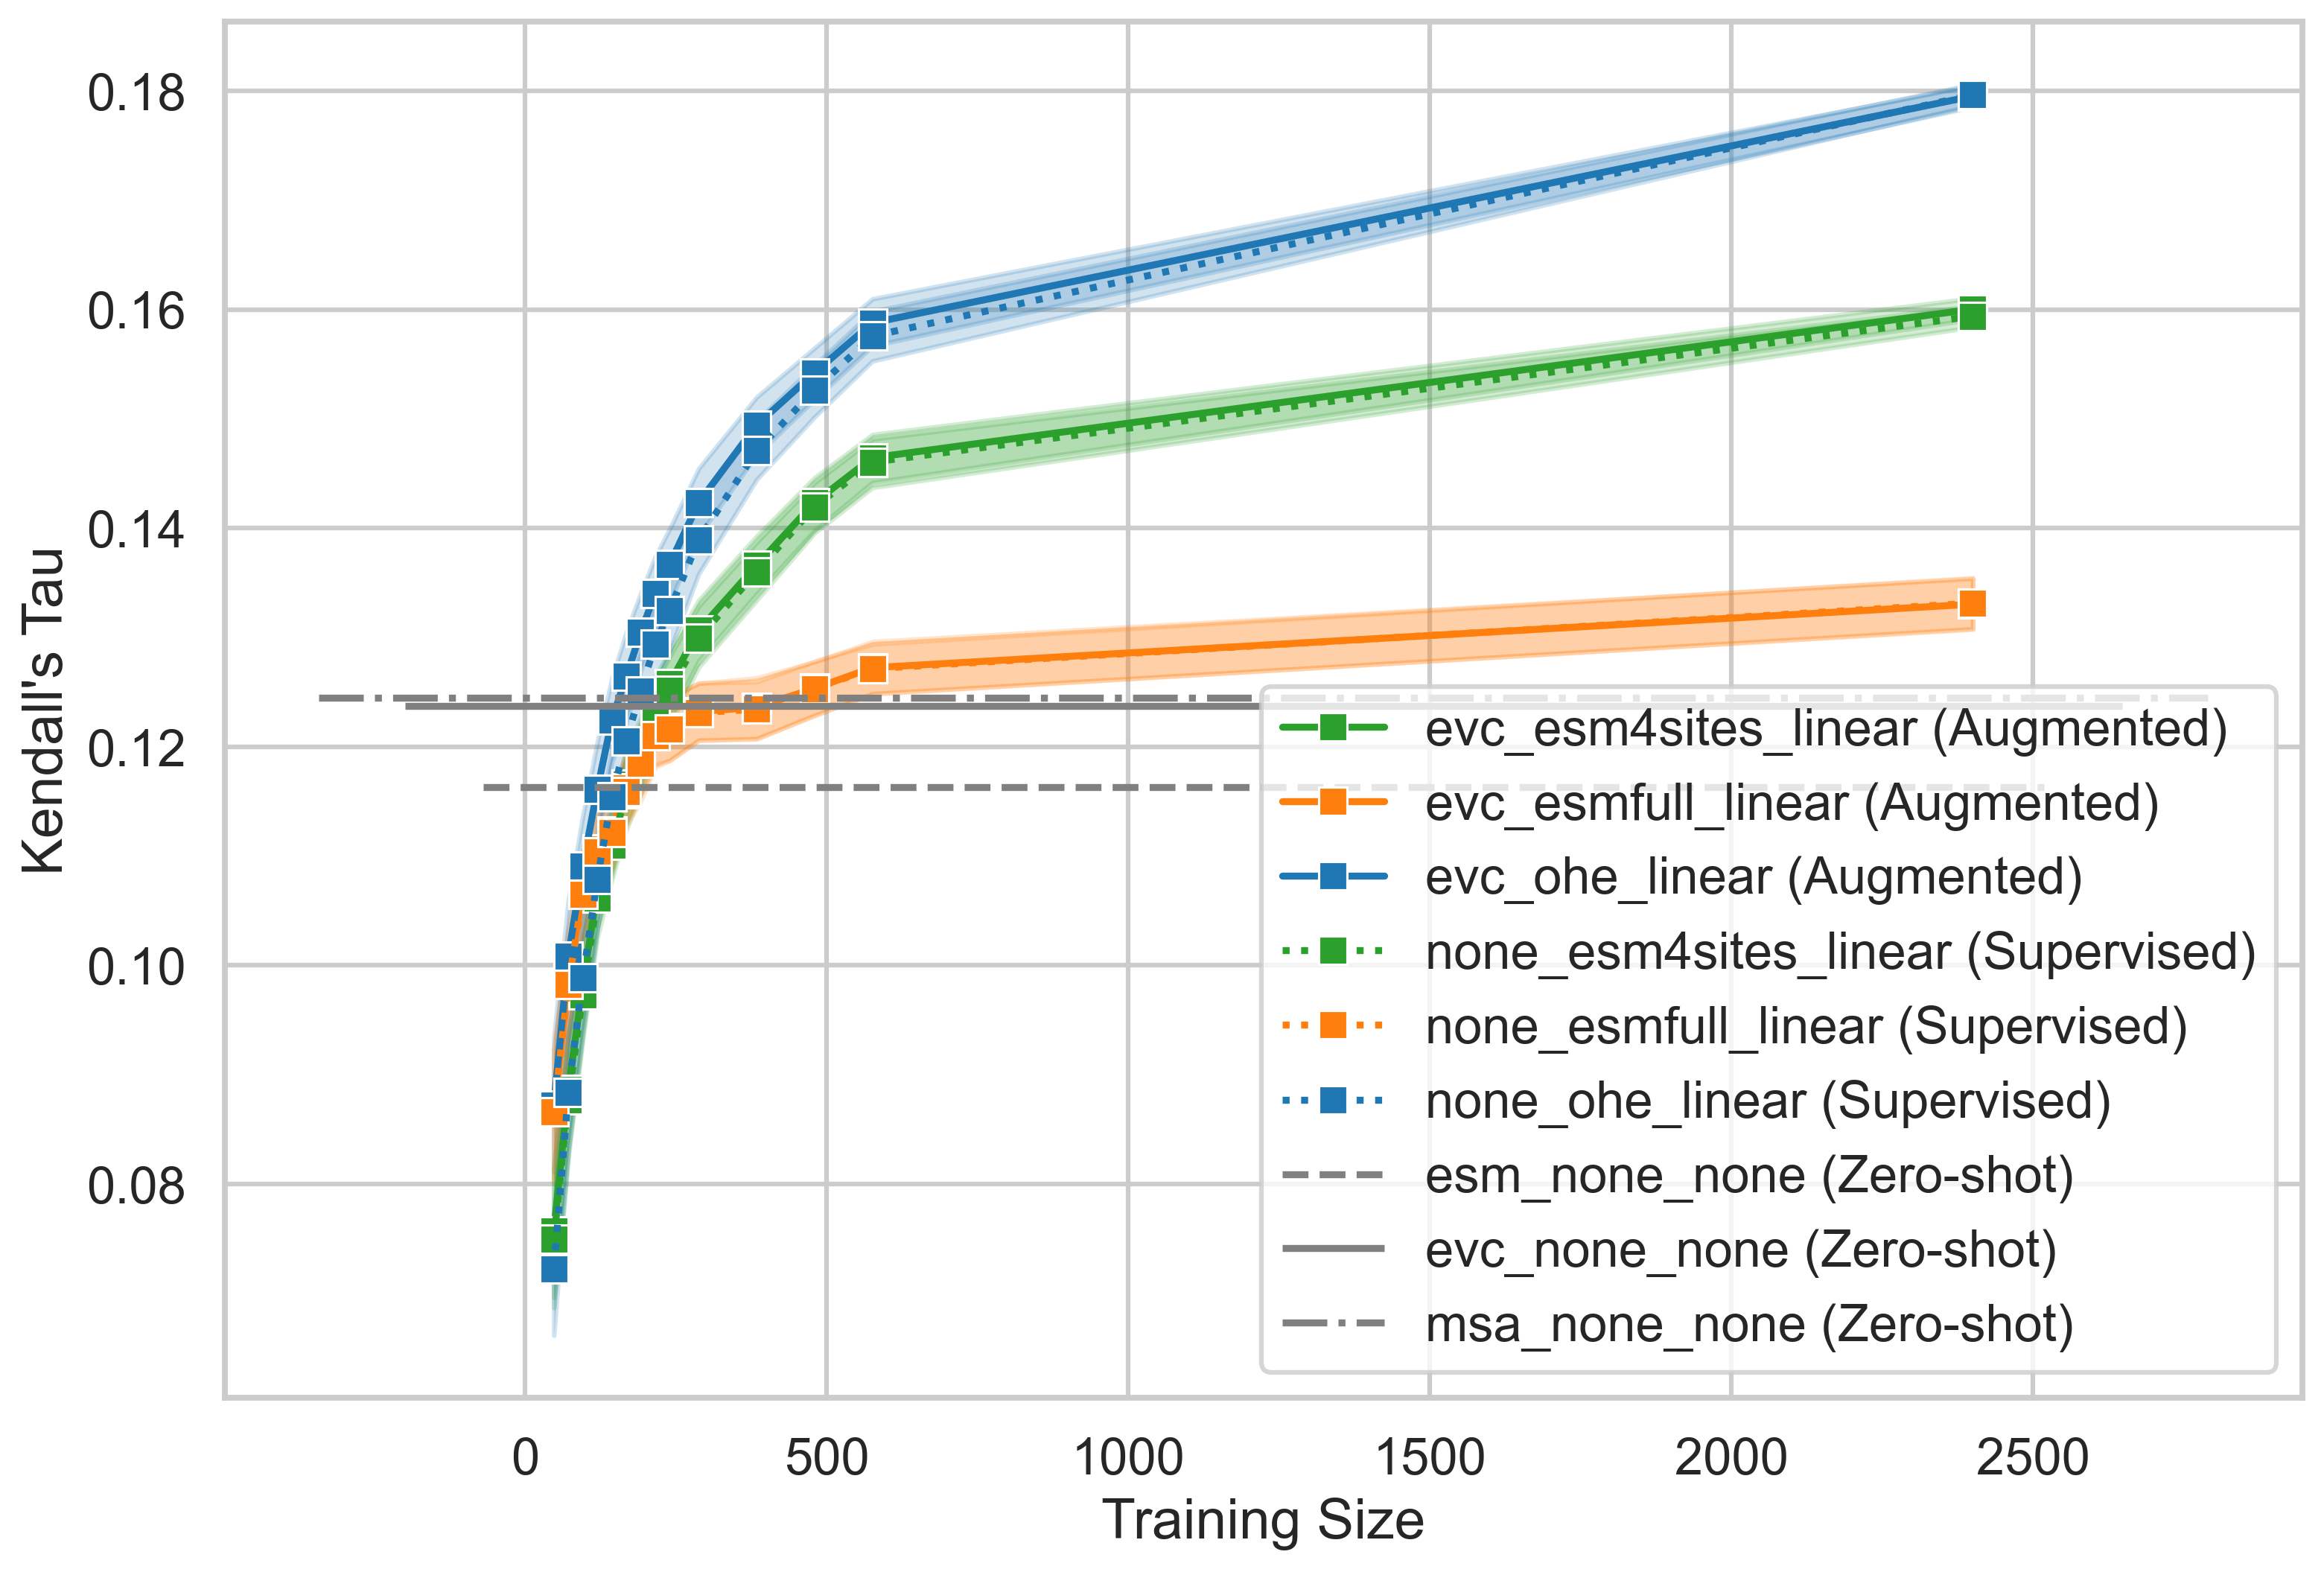 0.18
0.16
0.14
0.12
0.10
0.08
Kendall's Tau
evc_esm4sites_linear (Augmented)
evc_esmfull_linear (Augmented)
evc_ohe_linear (Augmented)
none_esm4sites_linear (Supervised)
none_esmfull_linear (Supervised)
none_ohe_linear (Supervised)
esm_none_none (Zero-shot)
evc_none_none (Zero-shot)
msa_none_none (Zero-shot)
0 500 1000 1500 2000 2500
Training Size